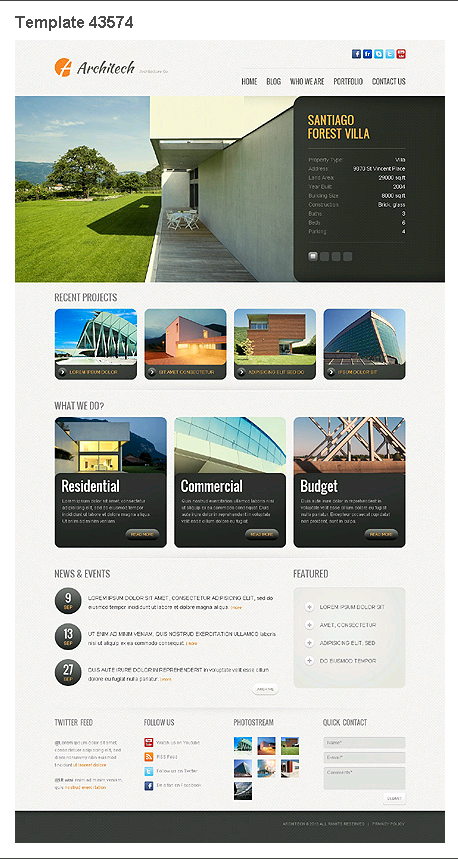 Template 43574
Architech
HOME BLOG WHO WE ARE PORTFOLIO CONTACT US
SANTIAGO
FOREST VILLA
Property Type: Villa
Address: 9370 St Vincent Place
Land Area: 29000 sq.ft
Year Built: 2004
Building Size: 8000 sq.ft
Construction: Brick, glass
Baths: 3
Beds: 6
Parking: 4
RECENT PROJECTS
LOREM IPSUM DOLOR
SIT AMET CONSECTETUR
ADIPISICING ELIT SED DO
IPSUM DOLOR SIT
WHAT WE DO?
Residential
Lorem ipsum dolor sit amet, consectetur
adipisicing elit, sed do eiusmod tempor
incididunt ut labore et dolore magna aliqua.
Ut enim ad minim veniam
READ MORE
Commercial
Quis nostrud exercitation ullamco laboris nisi
ut aliquip ex ea commodo consequat. Duis
aute irure dolor in reprehenderit in voluptate
velit esse cillum dolore eu fugiat
READ MORE
Budget
Duis aute irure dolor in reprehenderit in
voluptate velit esse cillum dolore eu fugiat
nulla pariatur. Excepteur sint occaecat cupidatat
non proident, sunt in culpa
READ MORE
NEWS & EVENTS
9
SEP
LOREM IPSUM DOLOR SIT AMET, CONSECTETUR ADIPISICING ELIT, sed do
eiusmod tempor incididunt ut labore et dolore magna aliqua. more
13
SEP
UT ENIM AD MINIM VENIAM, QUIS NOSTRUD EXERCITATION ULLAMCO laboris
nisi ut aliquip ex ea commodo consequat. more
27
SEP
DUIS AUTE IRURE DOLOR IN REPREHENDERIT in voluptate velit esse cillum
dolore eu fugiat nulla pariatur. more
ARCHIVE
FEATURED
LOREM IPSUM DOLOR SIT
AMET, CONSECTETUR
ADIPISICING ELIT, SED
DO EIUSMOD TEMPOR
TWITTER FEED
@Lorem ipsum dolor sit amet,
consectetur adipisicing elit, sed
do eiusmod tempor
incididunt ut laoreet dolore
enim ad minim veniam,
quis nostrud exercitation
FOLLOW US
Watch us on Youtube
RSS Feed
Follow us on Twitter
Be a fan on Facebook
PHOTOSTREAM
QUICK CONTACT
Name*
Email*
Comments*
SUBMIT
ARCHITECH © 2013 ALL RIGHTS RESERVED | PRIVACY POLICY